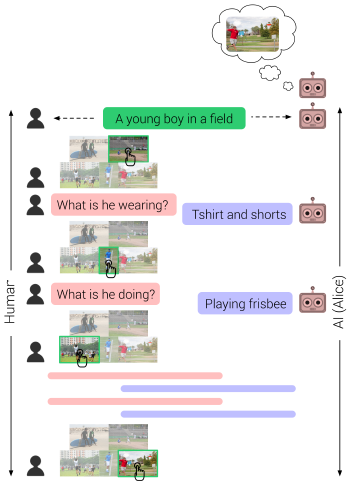 A young boy in a field
What is he wearing?
Tshirt and shorts
What is he doing?
Playing frisbee
Human
AI (Alice)